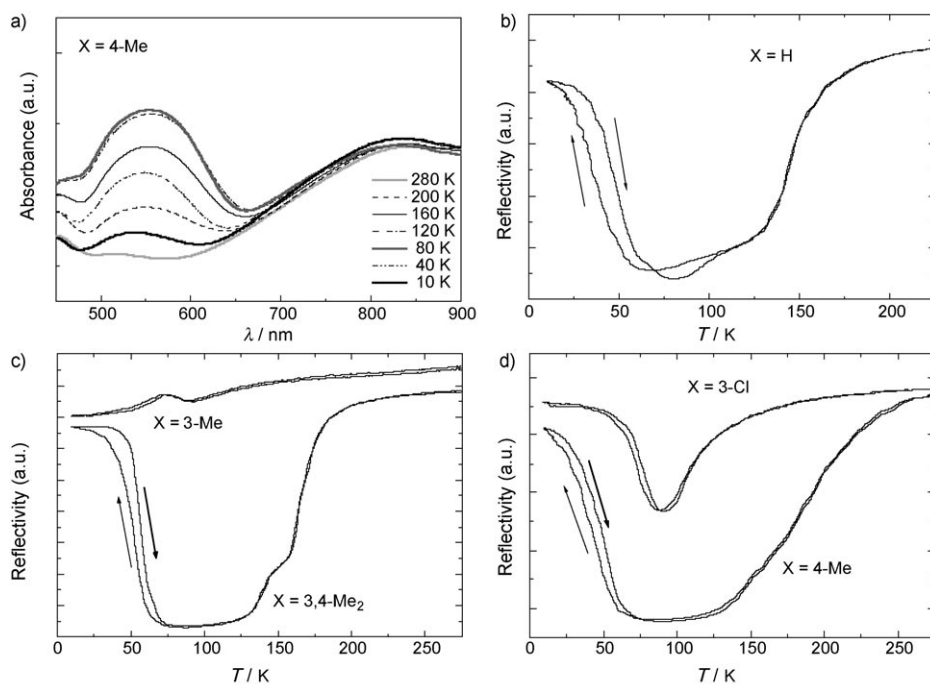 a)
X = 4-Me
Absorbance (a.u.)
280 K
200 K
160 K
120 K
80 K
40 K
10 K
500 600 700 800 900
λ / nm
b)
X = H
Reflectivity (a.u.)
0 50 100 150 200
T / K
c)
X = 3-Me
Reflectivity (a.u.)
X = 3,4-Me₂
0 50 100 150 200 250
T / K
d)
X = 3-Cl
Reflectivity (a.u.)
X = 4-Me
0 50 100 150 200 250
T / K